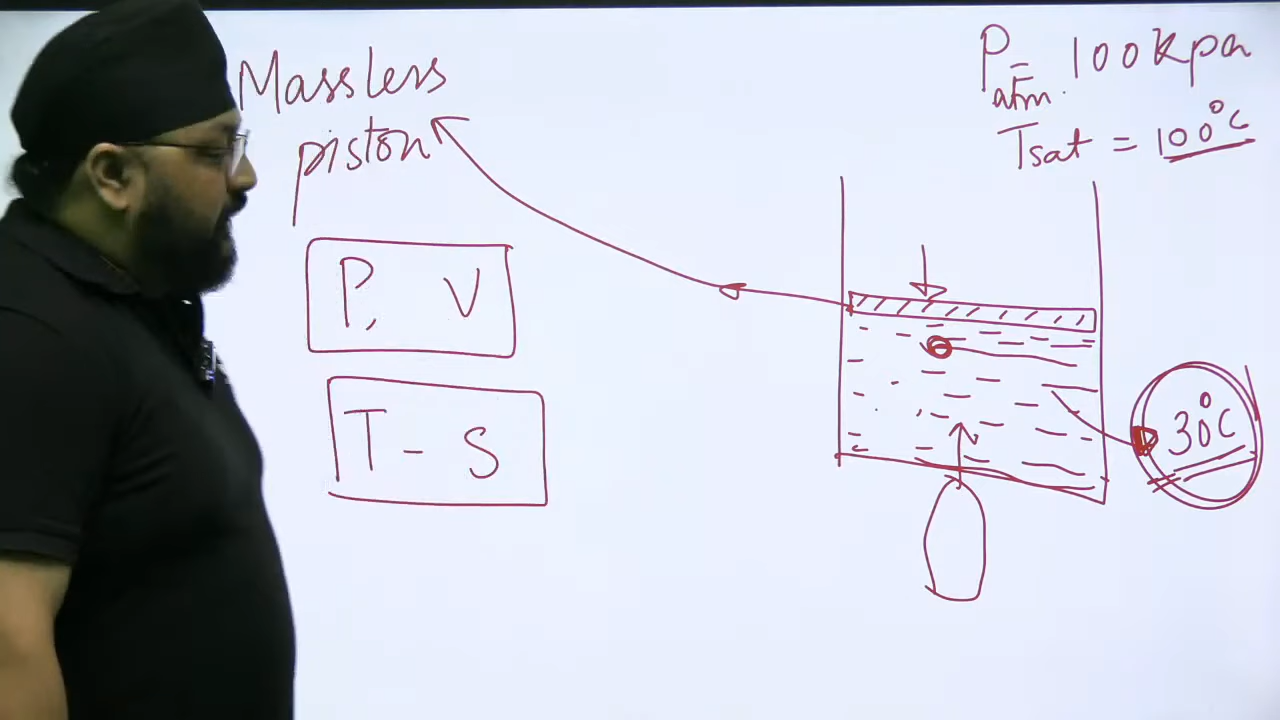 Massless
piston
P, V
T - S
P atm. = 100 kpa
Tsat = 100°C
30°C